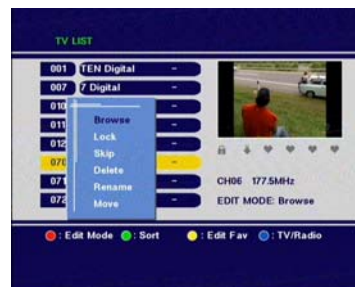 TV LIST
001 TEN Digital -
007 7 Digital -
010 -
011 -
012 -
070 -
071 -
072 -
Browse
Lock
Skip
Delete
Rename
Move
CH06 177.5MHz
EDIT MODE: Browse
: Edit Mode : Sort : Edit Fav : TV/Radio